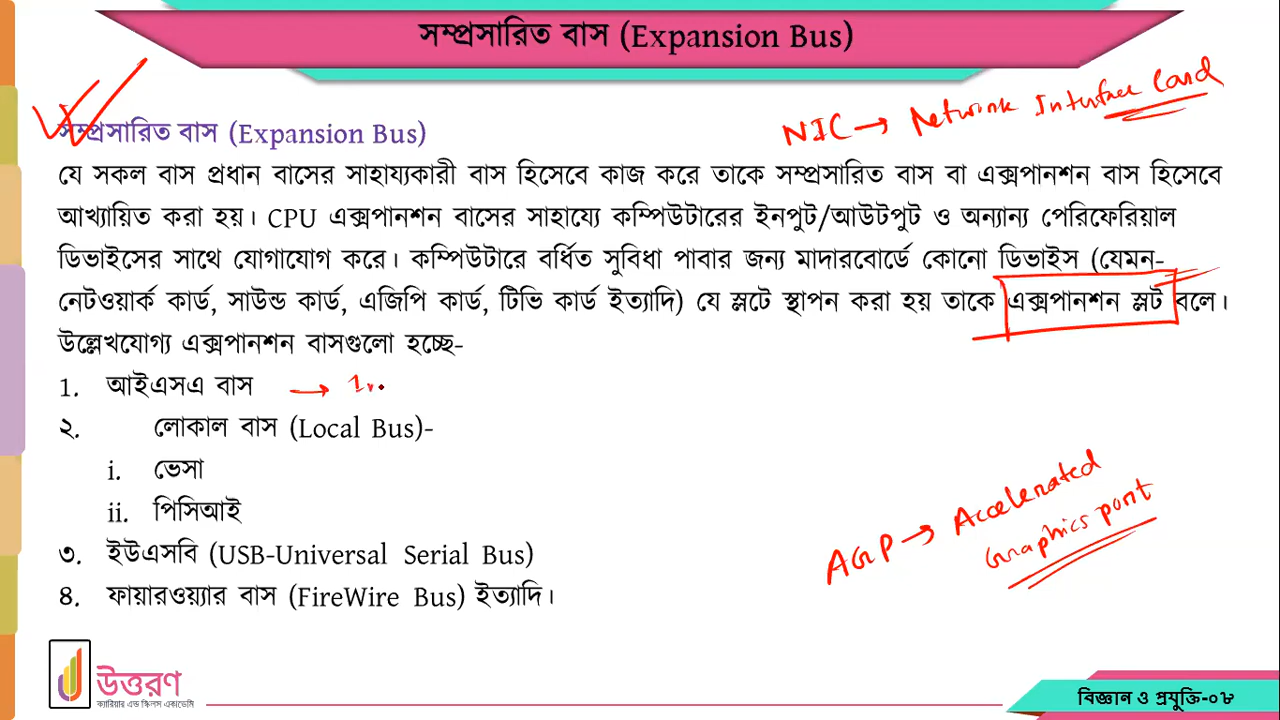 সম্প্রসারিত বাস (Expansion Bus)
NIC → Network Interface Card
সম্প্রসারিত বাস (Expansion Bus)
যে সকল বাস প্রধান বাসের সাহায্যকারী বাস হিসেবে কাজ করে তাকে সম্প্রসারিত বাস বা এক্সপানশন বাস হিসেবে
আখ্যায়িত করা হয়। CPU এক্সপানশন বাসের সাহায্যে কম্পিউটারের ইনপুট/আউটপুট ও অন্যান্য পেরিফেরিয়াল
ডিভাইসের সাথে যোগাযোগ করে। কম্পিউটারে বর্ধিত সুবিধা পাবার জন্য মাদারবোর্ডে কোনো ডিভাইস (যেমন-
নেটওয়ার্ক কার্ড, সাউন্ড কার্ড, এজিপি কার্ড, টিভি কার্ড ইত্যাদি) যে স্লটে স্থাপন করা হয় তাকে এক্সপানশন স্লট বলে।
উল্লেখযোগ্য এক্সপানশন বাসগুলো হচ্ছে-
1. আইএসএ বাস →
২. লোকাল বাস (Local Bus)-
i. ভেসা
ii. পিসিআই
৩. ইউএসবি (USB-Universal Serial Bus)
৪. ফায়ারওয়্যার বাস (FireWire Bus) ইত্যাদি।
AGP → Accelerated
Graphics port
উত্তরণ
ক্যারিয়ার এন্ড স্কিলস একাডেমি
বিজ্ঞান ও প্রযুক্তি-০৮